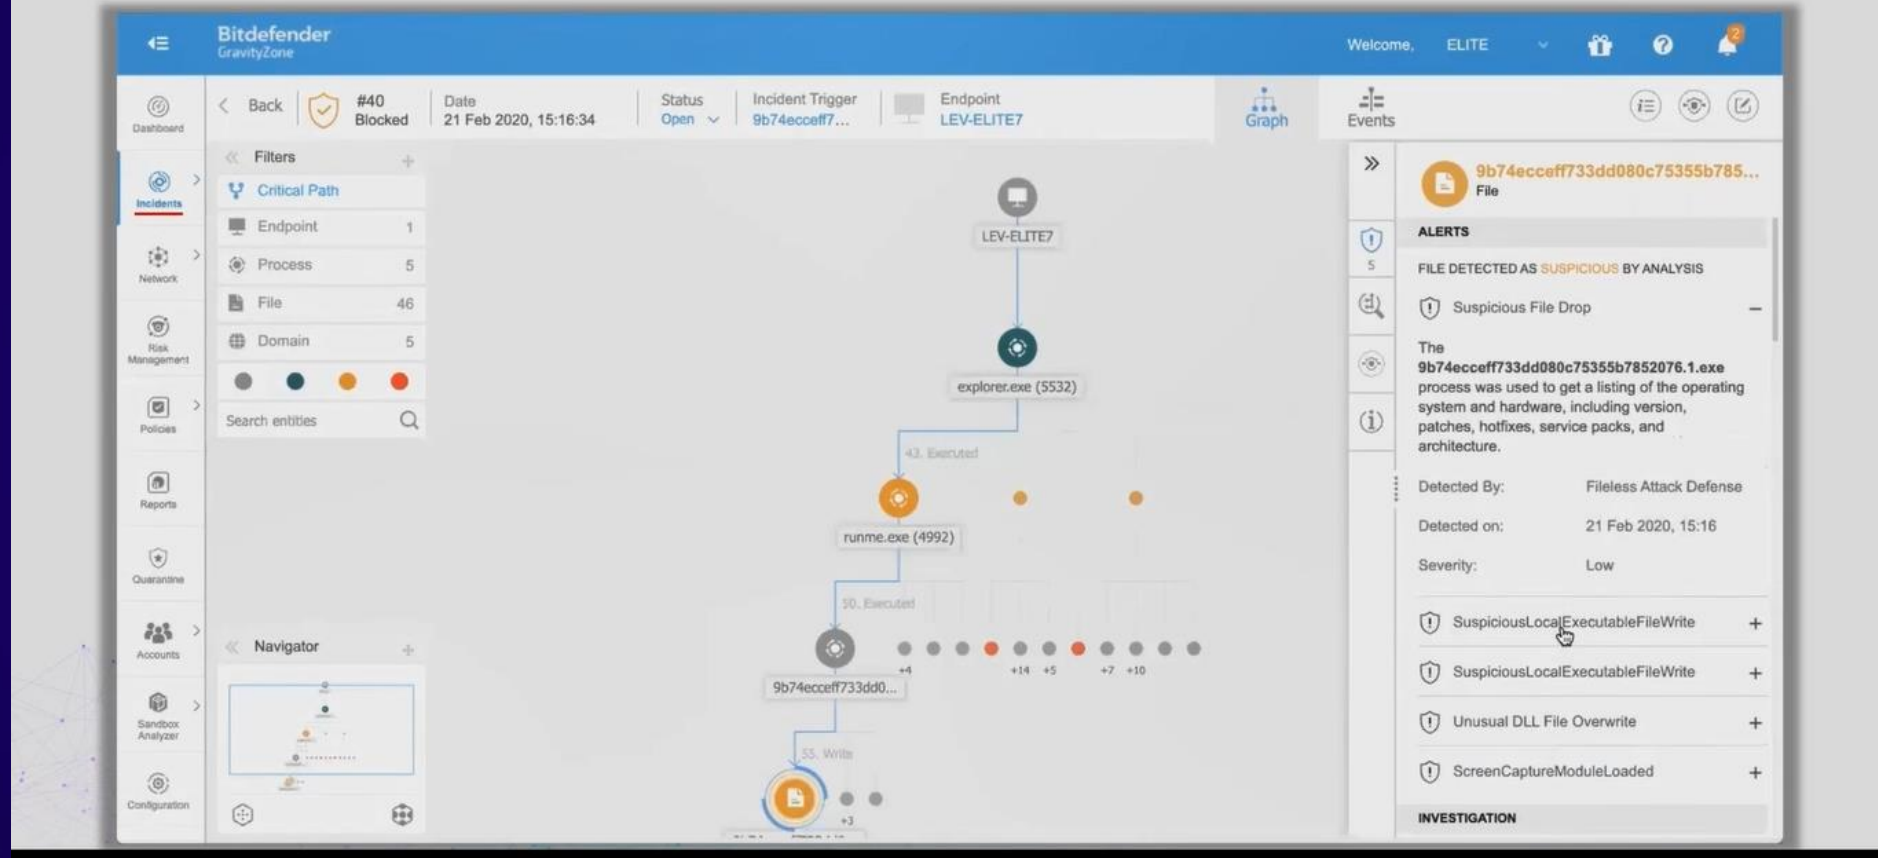 Bitdefender
GravityZone
Welcome, ELITE
2
Back
#40
Blocked
Date
21 Feb 2020, 15:16:34
Status
Open
Incident Trigger
9b74ecceff7...
Endpoint
LEV-ELITE7
Graph
Events
Dashboard
Incidents
Network
Risk
Management
Policies
Reports
Quarantine
Accounts
Sandbox
Analyzer
Configuration
Filters
Critical Path
Endpoint 1
Process 5
File 46
Domain 5
Search entities
Navigator
LEV-ELITE7
explorer.exe (5532)
43. Executed
runme.exe (4992)
50. Executed
+4 +14 +5 +7 +10
9b74ecceff733dd0...
55. Write
+3
5
9b74ecceff733dd080c75355b785...
File
ALERTS
FILE DETECTED AS SUSPICIOUS BY ANALYSIS
Suspicious File Drop
The
9b74ecceff733dd080c75355b7852076.1.exe
process was used to get a listing of the operating
system and hardware, including version,
patches, hotfixes, service packs, and
architecture.
Detected By: Fileless Attack Defense
Detected on: 21 Feb 2020, 15:16
Severity: Low
SuspiciousLocalExecutableFileWrite
SuspiciousLocalExecutableFileWrite
Unusual DLL File Overwrite
ScreenCaptureModuleLoaded
INVESTIGATION